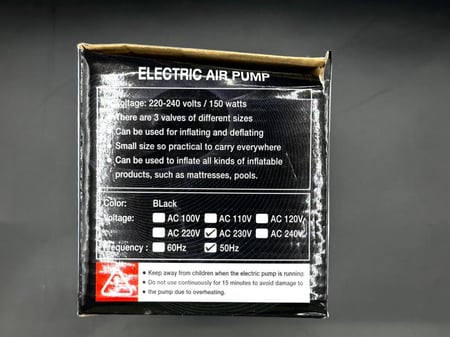 ELECTRIC AIR PUMP
Voltage: 220-240 volts / 150 watts
There are 3 valves of different sizes
Can be used for inflating and deflating
Small size so practical to carry everywhere
Can be used to inflate all kinds of inflatable
products, such as mattresses, pools.
Color: BLack
Voltage: AC 100V AC 110V AC 120V
AC 220V AC 230V AC 240V
Frequency: 60Hz 50Hz
Keep away from children when the electric pump is running.
Do not use continuously for 15 minutes to avoid damage to
the pump due to overheating.